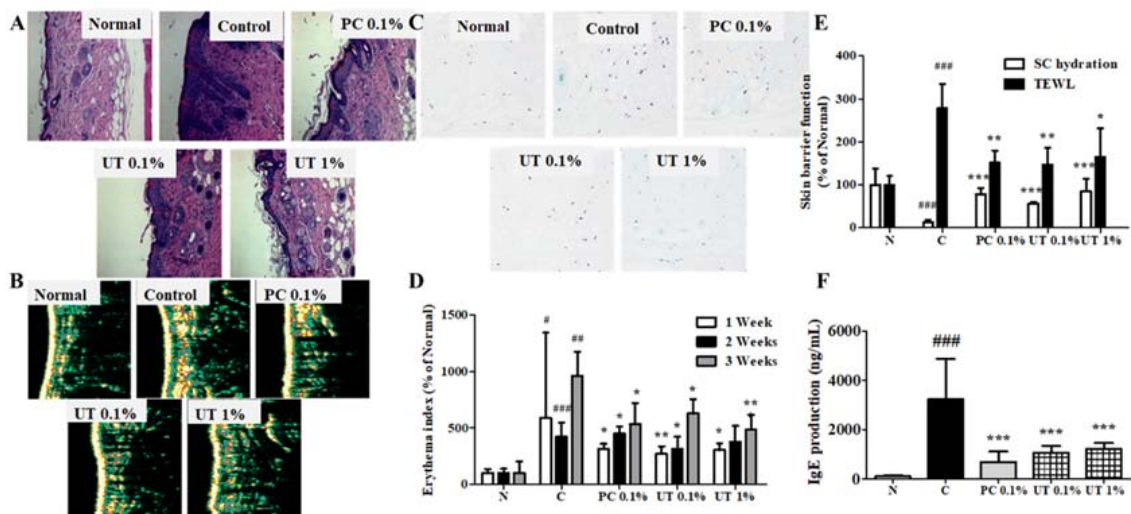 A
Normal
Control
PC 0.1%
UT 0.1%
UT 1%
B
Normal
Control
PC 0.1%
UT 0.1%
UT 1%
C
Normal
Control
PC 0.1%
UT 0.1%
UT 1%
D
Erythema index (% of Normal)
1500
1000
500
0
#
###
##
*
*
*
**
*
*
*
**
1 Week
2 Weeks
3 Weeks
N
C
PC 0.1%
UT 0.1%
UT 1%
E
Skin barrier function
(% of Normal)
400
300
200
100
0
###
###
***
**
***
**
***
*
SC hydration
TEWL
N
C
PC 0.1%
UT 0.1%
UT 1%
F
IgE production (ng/mL)
6000
4000
2000
0
###
***
***
***
N
C
PC 0.1%
UT 0.1%
UT 1%